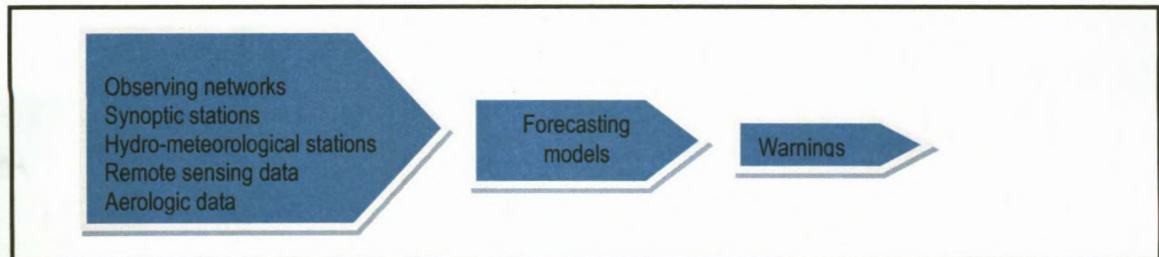 Observing networks
Synoptic stations
Hydro-meteorological stations
Remote sensing data
Aerologic data
Forecasting
models
Warnings